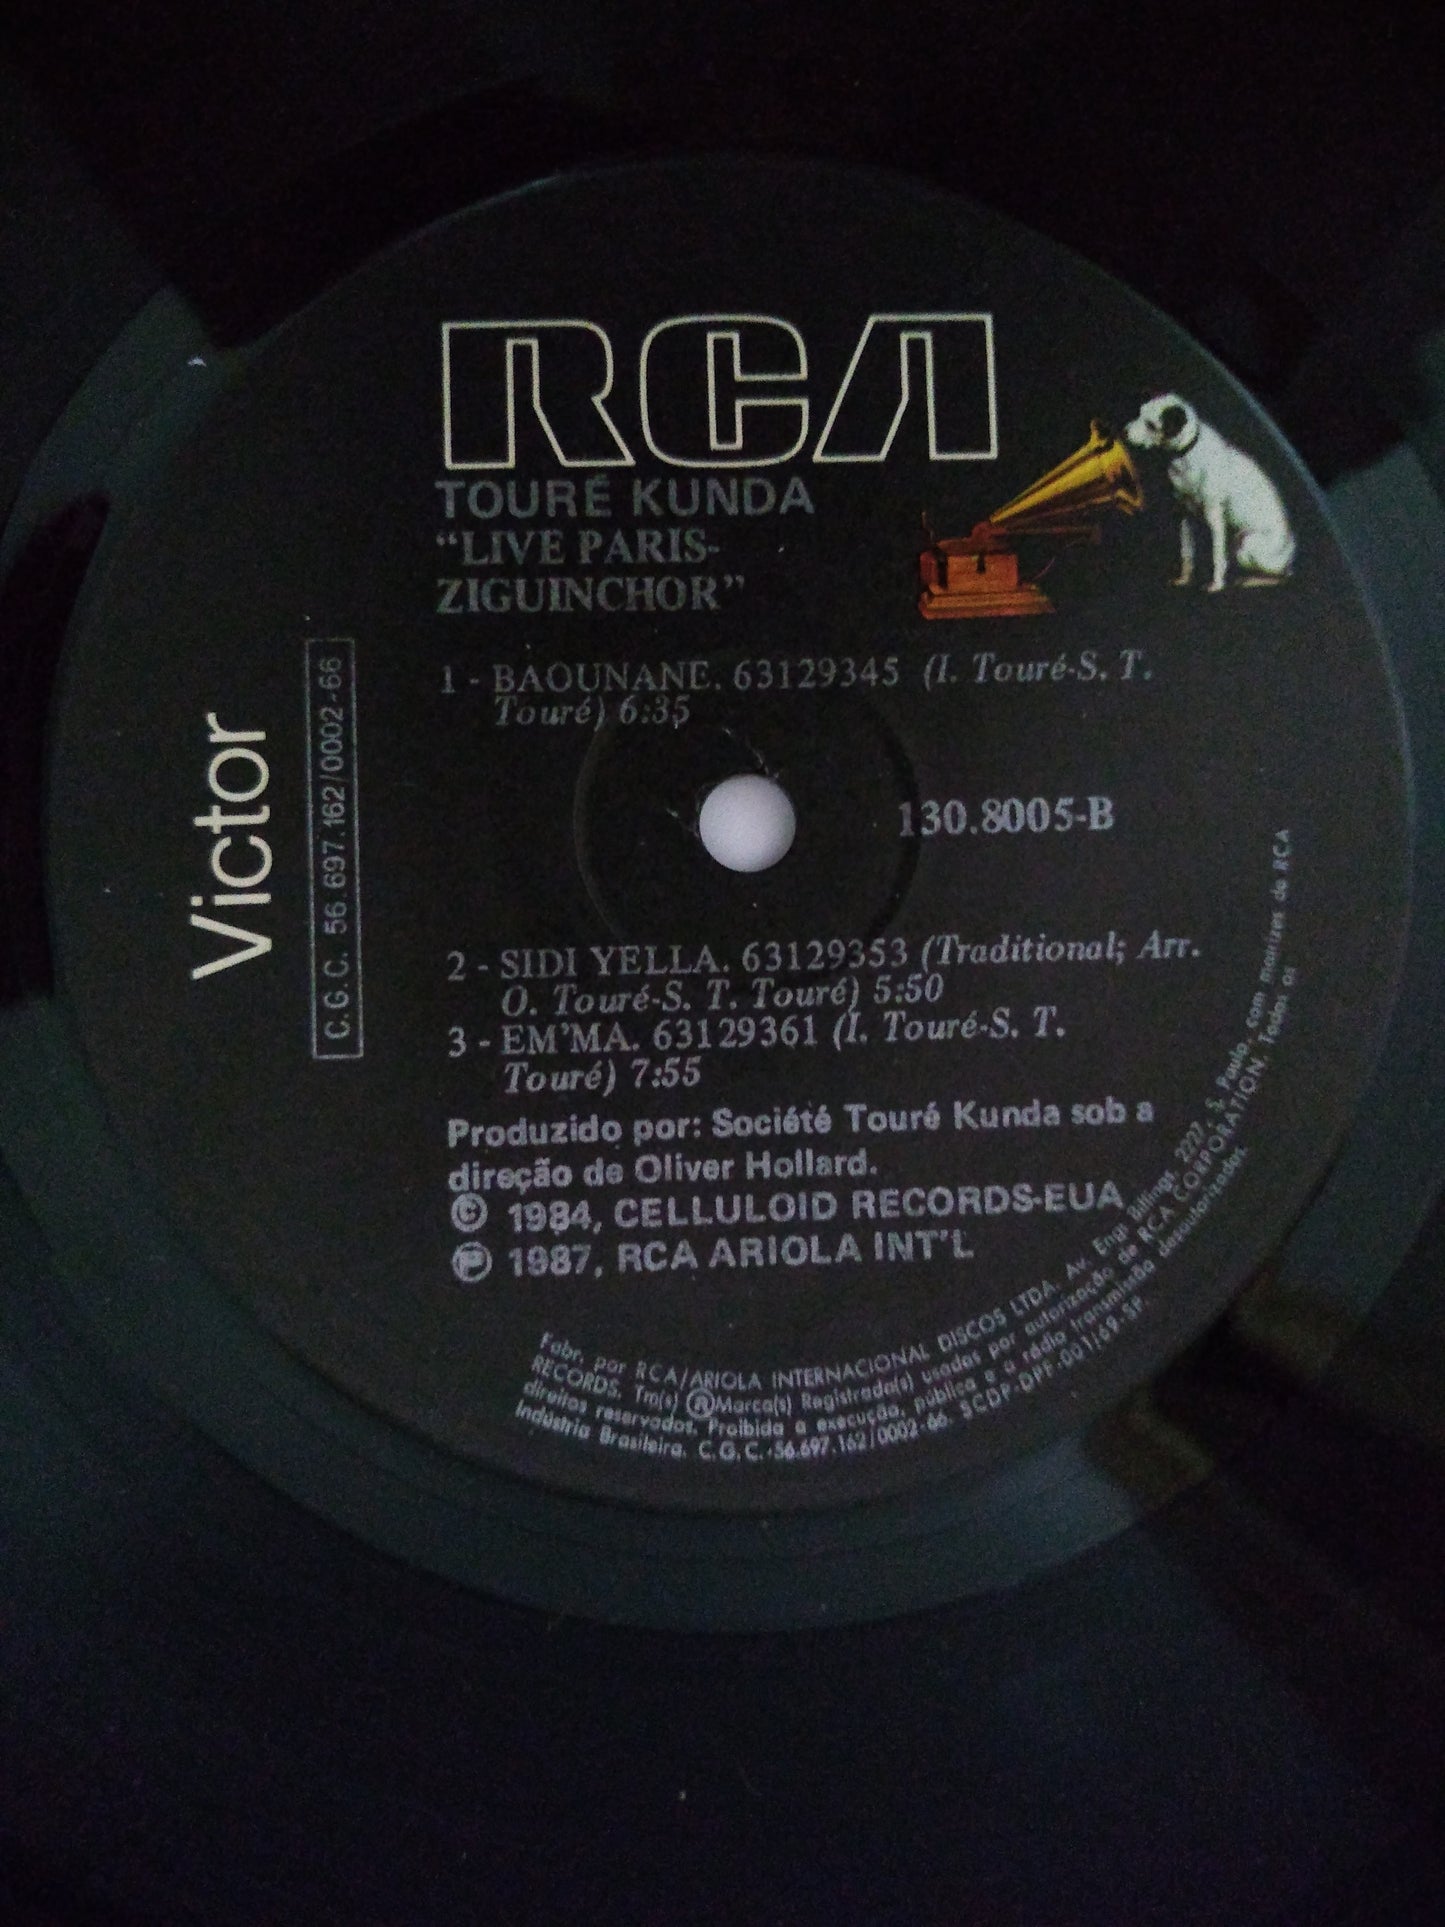 RCA
TOURÉ KUNDA
“LIVE PARIS-
ZIGUINCHOR”
1 - BAOUNANE. 63129345 (I. Touré-S. T.
Touré) 6:35
130.8005-B
2 - SIDI YELLA. 63129353 (Traditional; Arr.
O. Touré-S. T. Touré) 5:50
3 - EM’MA. 63129361 (I. Touré-S. T.
Touré) 7:55
Produzido por: Société Touré Kunda sob a
direção de Oliver Hollard.
© 1984, CELLULOID RECORDS-EUA
℗ 1987, RCA ARIOLA INT’L
Victor
C.G.C. 56.697.162/0002-66
Fabr. por RCA/ARIOLA INTERNACIONAL DISCOS LTDA. Av. Engº Billings, 2227, S. Paulo, com matrizes de RCA
RECORDS. Tm(s) ®Marca(s) Registrada(s) usadas por autorização de RCA CORPORATION. Todos os
direitos reservados. Proibida a execução, pública e a rádio transmissão desautorizadas.
Indústria Brasileira. C.G.C. 56.697.162/0002-66. SCDP-DPF-001/69-SP.